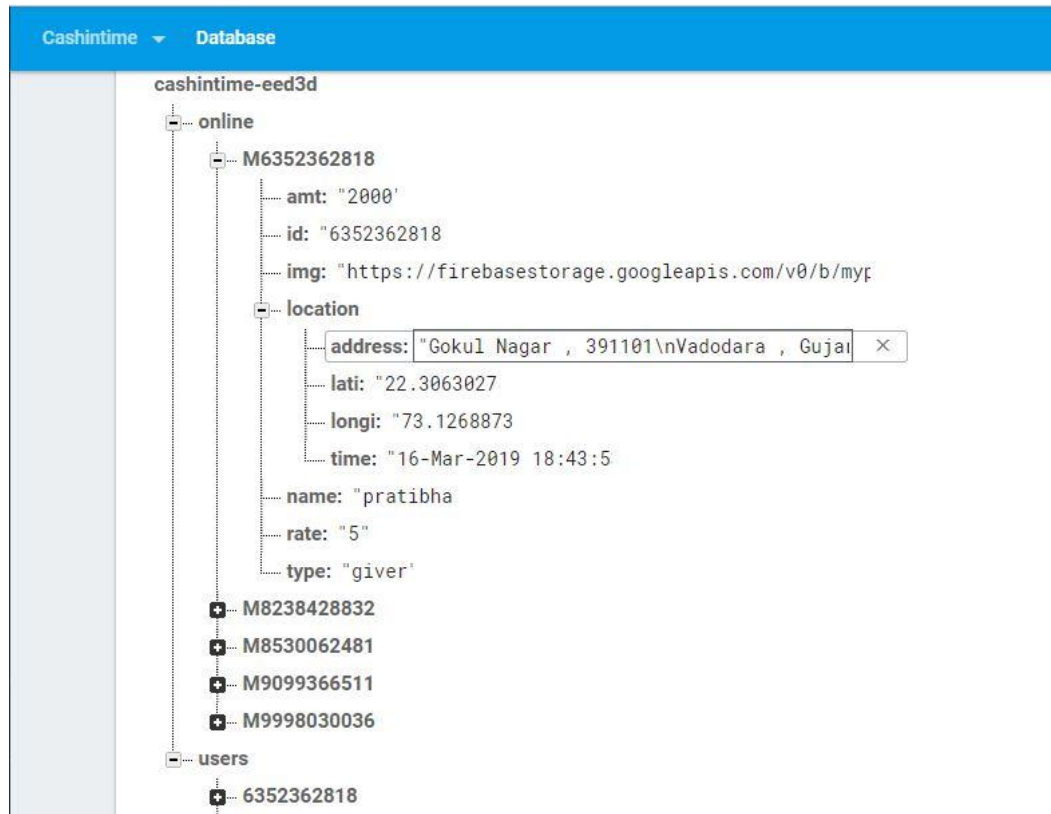 Cashintime Database
cashintime-eed3d
online
M6352362818
amt: "2000'
id: "6352362818
img: "https://firebasestorage.googleapis.com/v0/b/myp
location
address: "Gokul Nagar , 391101\nVadodara , Gujar ×
lati: "22.3063027
longi: "73.1268873
time: "16-Mar-2019 18:43:5
name: "pratibha
rate: "5"
type: "giver'
M8238428832
M8530062481
M9099366511
M9998030036
users
6352362818